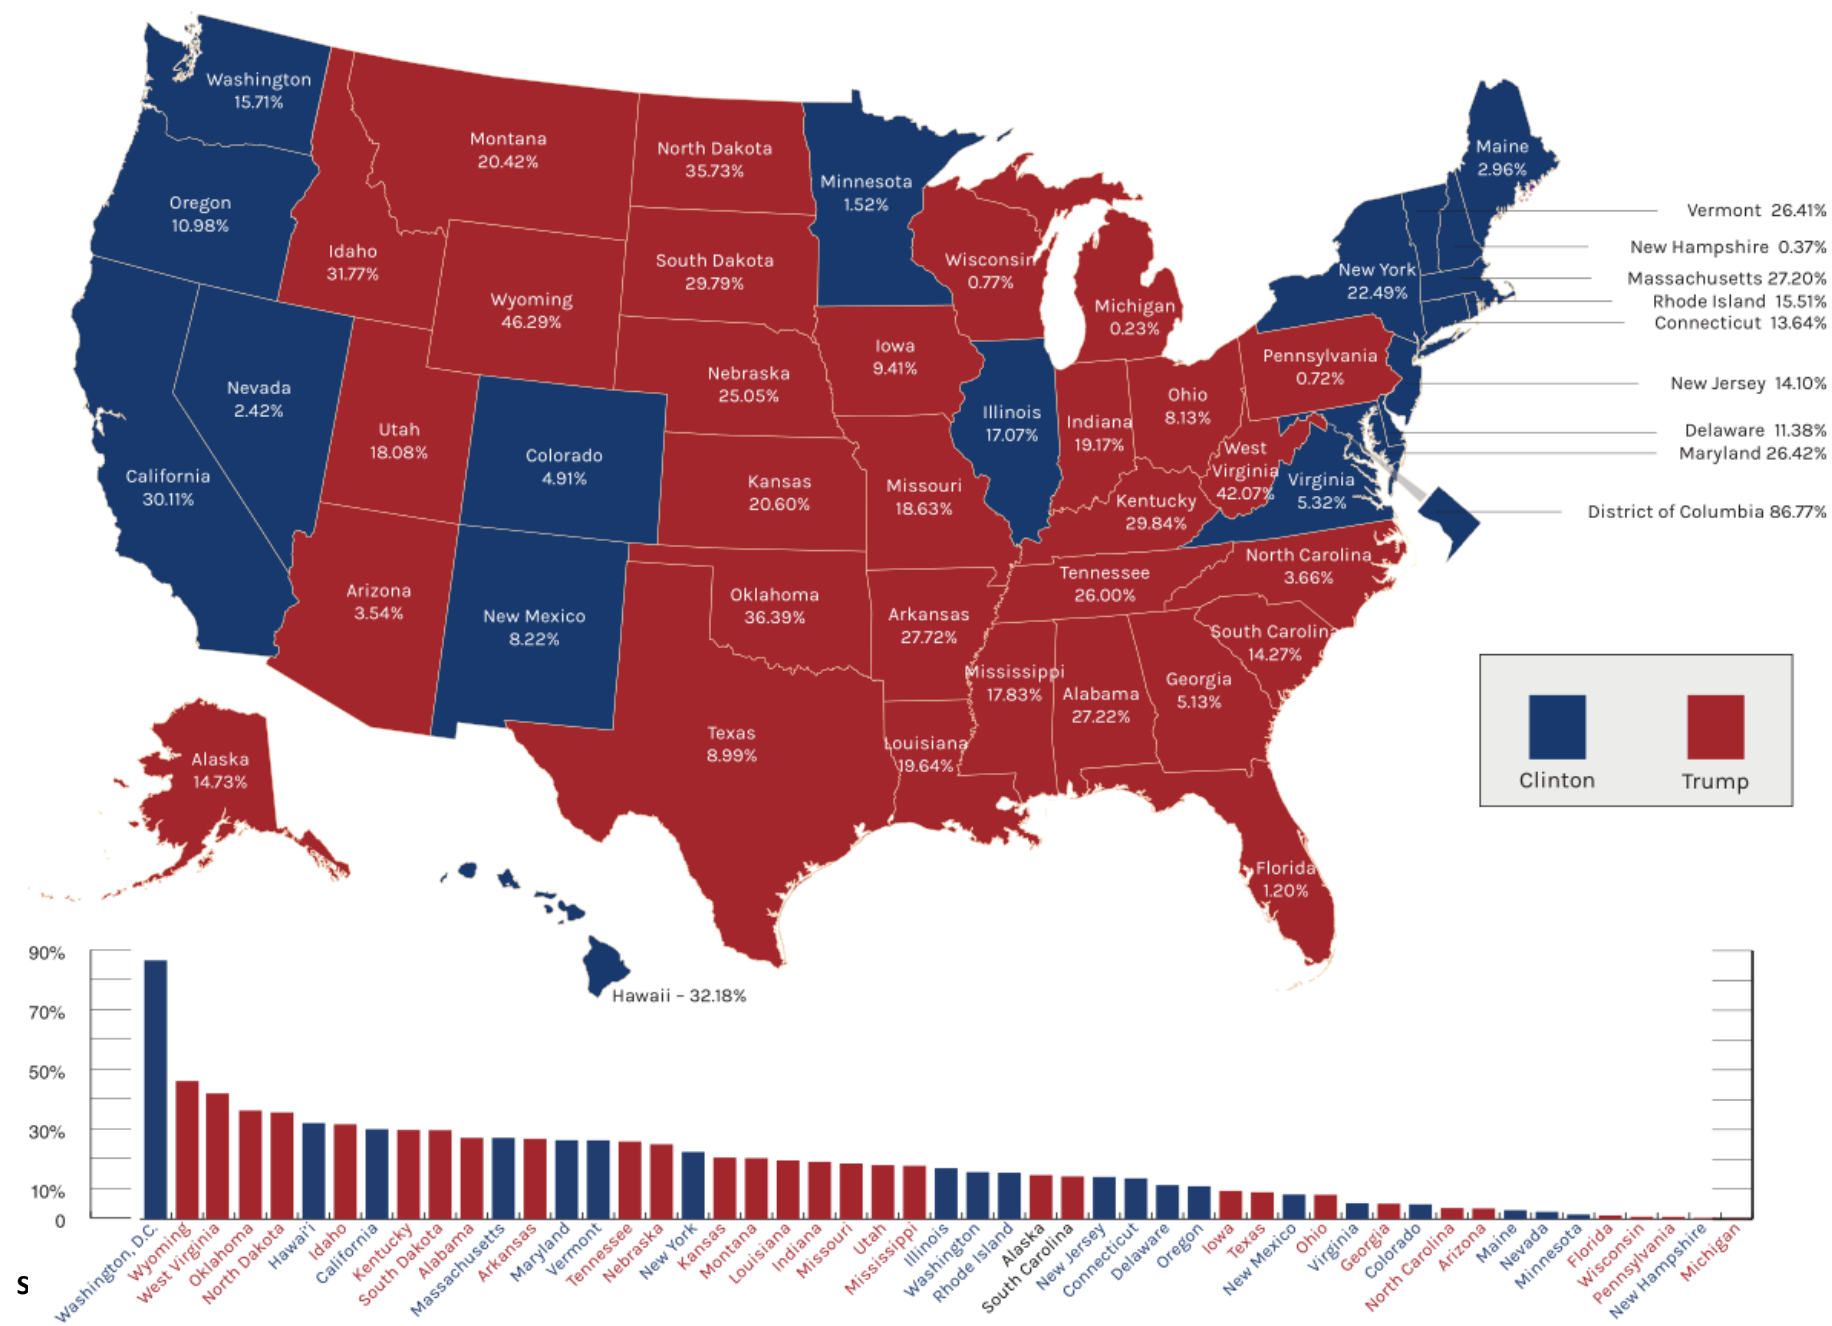 Washington
15.71%
Oregon
10.98%
California
30.11%
Nevada
2.42%
Idaho
31.77%
Montana
20.42%
Wyoming
46.29%
Utah
18.08%
Colorado
4.91%
Arizona
3.54%
New Mexico
8.22%
North Dakota
35.73%
South Dakota
29.79%
Nebraska
25.05%
Kansas
20.60%
Oklahoma
36.39%
Texas
8.99%
Minnesota
1.52%
Iowa
9.41%
Missouri
18.63%
Arkansas
27.72%
Louisiana
19.64%
Wisconsin
0.77%
Illinois
17.07%
Michigan
0.23%
Indiana
19.17%
Ohio
8.13%
Kentucky
29.84%
Tennessee
26.00%
Mississippi
17.83%
Alabama
27.22%
Georgia
5.13%
Florida
1.20%
South Carolina
14.27%
North Carolina
3.66%
Virginia
5.32%
West
Virginia
42.07%
Pennsylvania
0.72%
New York
22.49%
Maine
2.96%
Vermont 26.41%
New Hampshire 0.37%
Massachusetts 27.20%
Rhode Island 15.51%
Connecticut 13.64%
New Jersey 14.10%
Delaware 11.38%
Maryland 26.42%
District of Columbia 86.77%
Alaska
14.73%
Hawaii – 32.18%
Clinton
Trump
90%
70%
50%
30%
10%
0
Washington, D.C.
Wyoming
West Virginia
Oklahoma
North Dakota
Hawai'i
Idaho
California
Kentucky
South Dakota
Alabama
Massachusetts
Arkansas
Maryland
Vermont
Tennessee
Nebraska
New York
Kansas
Montana
Louisiana
Indiana
Missouri
Utah
Mississippi
Illinois
Washington
Rhode Island
Alaska
South Carolina
New Jersey
Connecticut
Delaware
Oregon
Iowa
Texas
New Mexico
Ohio
Virginia
Georgia
Colorado
North Carolina
Arizona
Maine
Nevada
Minnesota
Florida
Wisconsin
Pennsylvania
New Hampshire
Michigan
S